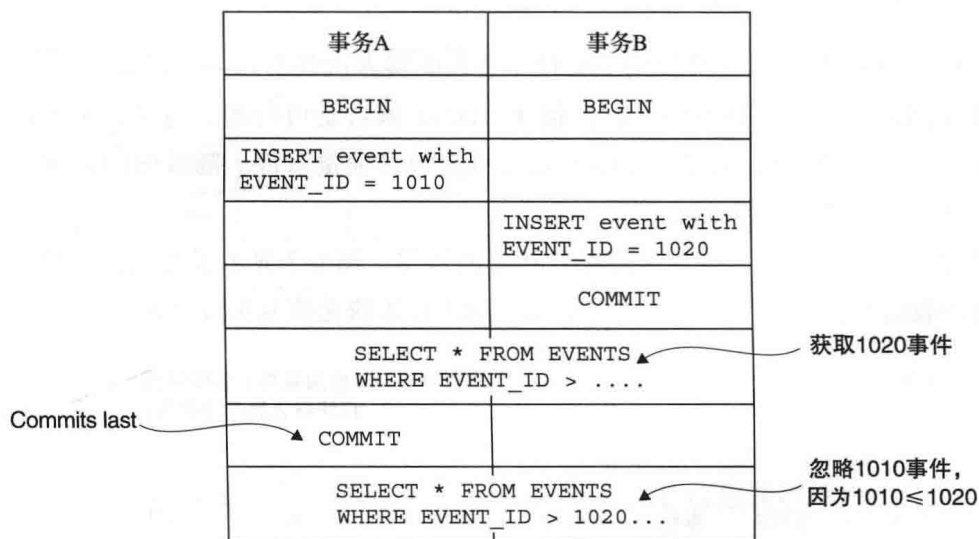 事务A
事务B
BEGIN
BEGIN
INSERT event with
EVENT_ID = 1010
INSERT event with
EVENT_ID = 1020
COMMIT
SELECT * FROM EVENTS
WHERE EVENT_ID > ....
获取1020事件
Commits last
COMMIT
SELECT * FROM EVENTS
WHERE EVENT_ID > 1020...
忽略1010事件，
因为1010≤1020